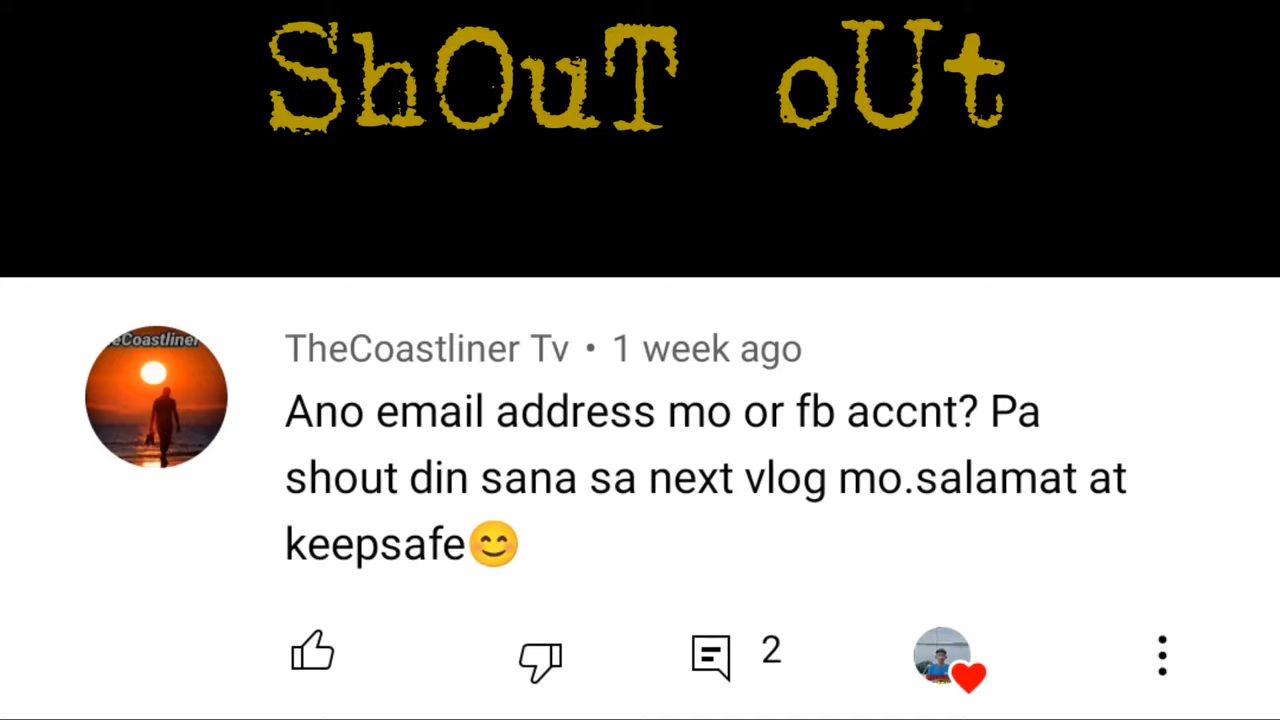 ShOuT oUt
eCoastliner
TheCoastliner Tv • 1 week ago
Ano email address mo or fb accnt? Pa
shout din sana sa next vlog mo.salamat at
keepsafe😊
2